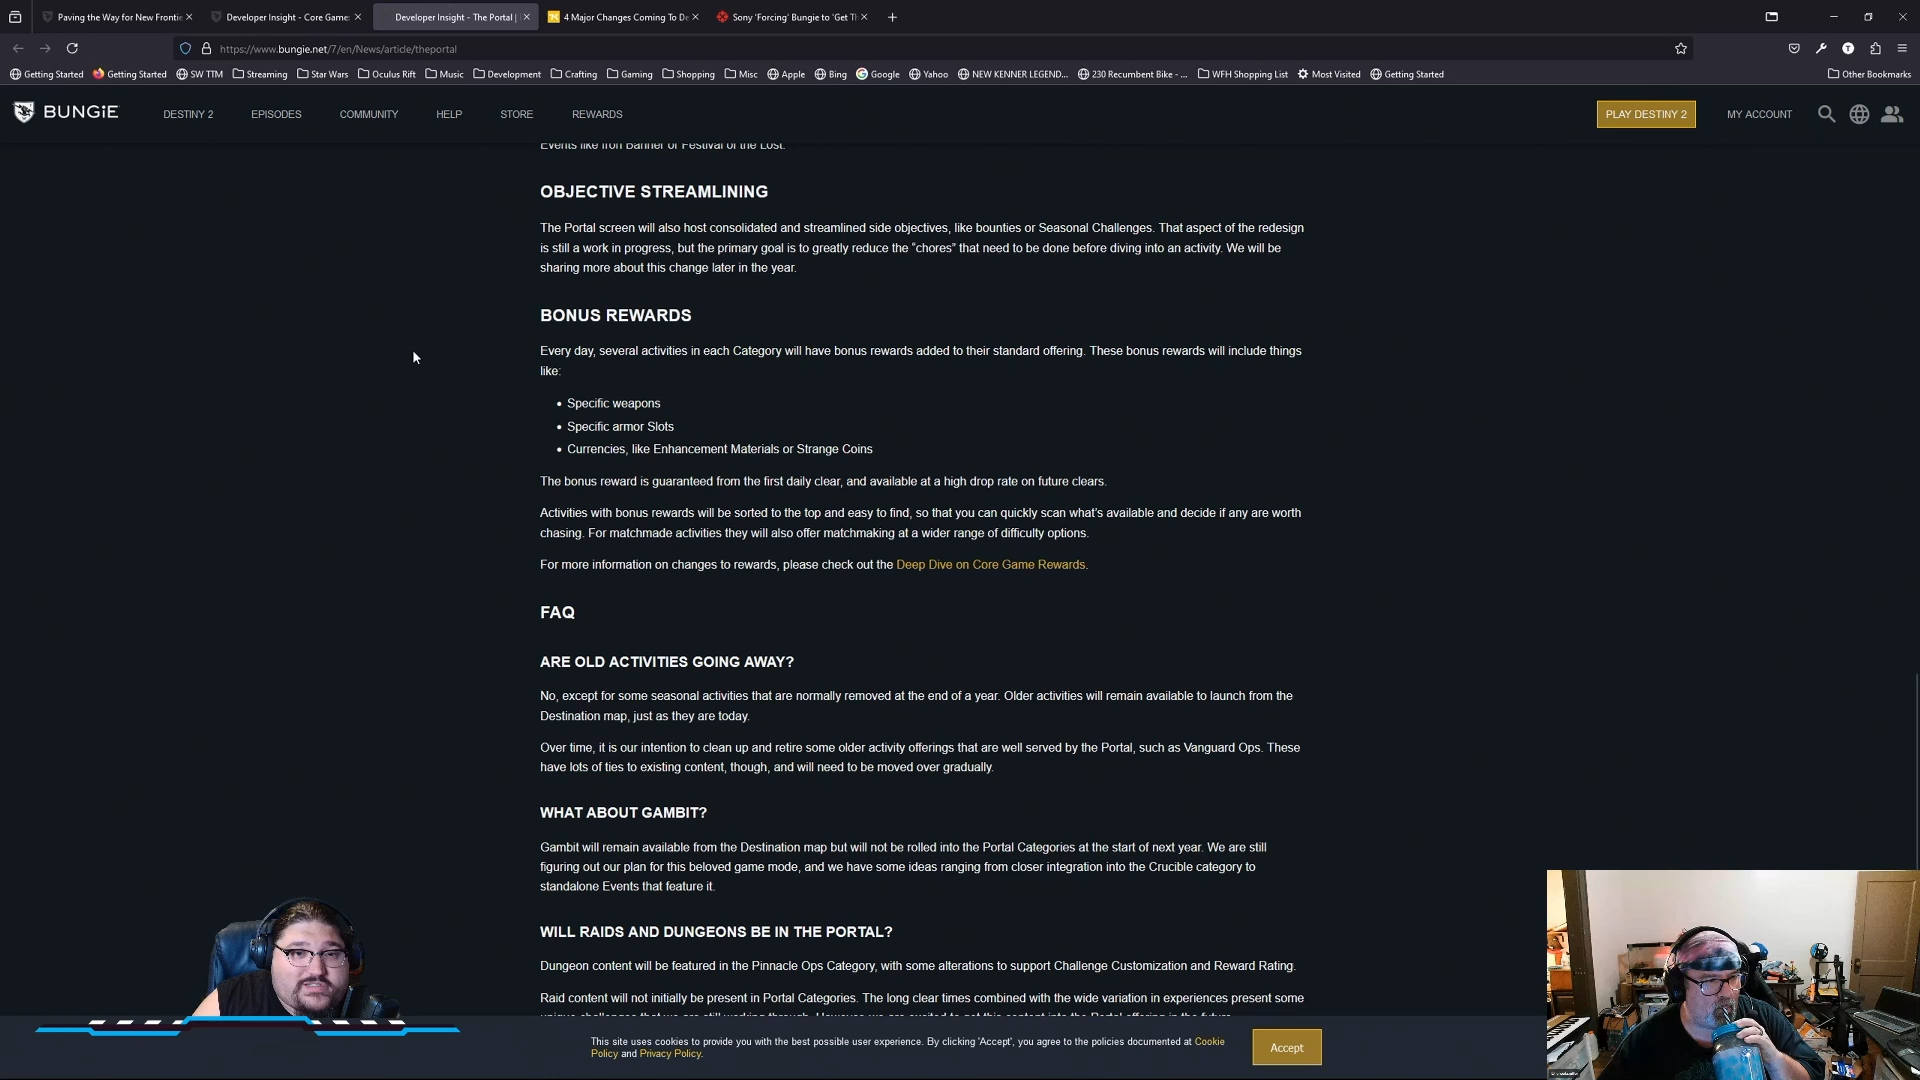 Paving the Way for New Frontie
Developer Insight - Core Game
Developer Insight - The Portal |
4 Major Changes Coming To De
Sony 'Forcing' Bungie to 'Get Th
https://www.bungie.net/7/en/News/article/theportal
Getting Started
Getting Started
SW TTM
Streaming
Star Wars
Oculus Rift
Music
Development
Crafting
Gaming
Shopping
Misc
Apple
Bing
Google
Yahoo
NEW KENNER LEGEND...
230 Recumbent Bike - ...
WFH Shopping List
Most Visited
Getting Started
Other Bookmarks
BUNGiE
DESTINY 2
EPISODES
COMMUNITY
HELP
STORE
REWARDS
PLAY DESTINY 2
MY ACCOUNT
Events like Iron Banner or Festival of the Lost.
OBJECTIVE STREAMLINING
The Portal screen will also host consolidated and streamlined side objectives, like bounties or Seasonal Challenges. That aspect of the redesign
is still a work in progress, but the primary goal is to greatly reduce the “chores” that need to be done before diving into an activity. We will be
sharing more about this change later in the year.
BONUS REWARDS
Every day, several activities in each Category will have bonus rewards added to their standard offering. These bonus rewards will include things
like:
• Specific weapons
• Specific armor Slots
• Currencies, like Enhancement Materials or Strange Coins
The bonus reward is guaranteed from the first daily clear, and available at a high drop rate on future clears.
Activities with bonus rewards will be sorted to the top and easy to find, so that you can quickly scan what's available and decide if any are worth
chasing. For matchmade activities they will also offer matchmaking at a wider range of difficulty options.
For more information on changes to rewards, please check out the Deep Dive on Core Game Rewards.
FAQ
ARE OLD ACTIVITIES GOING AWAY?
No, except for some seasonal activities that are normally removed at the end of a year. Older activities will remain available to launch from the
Destination map, just as they are today.
Over time, it is our intention to clean up and retire some older activity offerings that are well served by the Portal, such as Vanguard Ops. These
have lots of ties to existing content, though, and will need to be moved over gradually.
WHAT ABOUT GAMBIT?
Gambit will remain available from the Destination map but will not be rolled into the Portal Categories at the start of next year. We are still
figuring out our plan for this beloved game mode, and we have some ideas ranging from closer integration into the Crucible category to
standalone Events that feature it.
WILL RAIDS AND DUNGEONS BE IN THE PORTAL?
Dungeon content will be featured in the Pinnacle Ops Category, with some alterations to support Challenge Customization and Reward Rating.
Raid content will not initially be present in Portal Categories. The long clear times combined with the wide variation in experiences present some
unique challenges that we are still working through. However, we are excited to get this content into the Portal offering in the future.
This site uses cookies to provide you with the best possible user experience. By clicking 'Accept', you agree to the policies documented at Cookie
Policy and Privacy Policy.
Accept